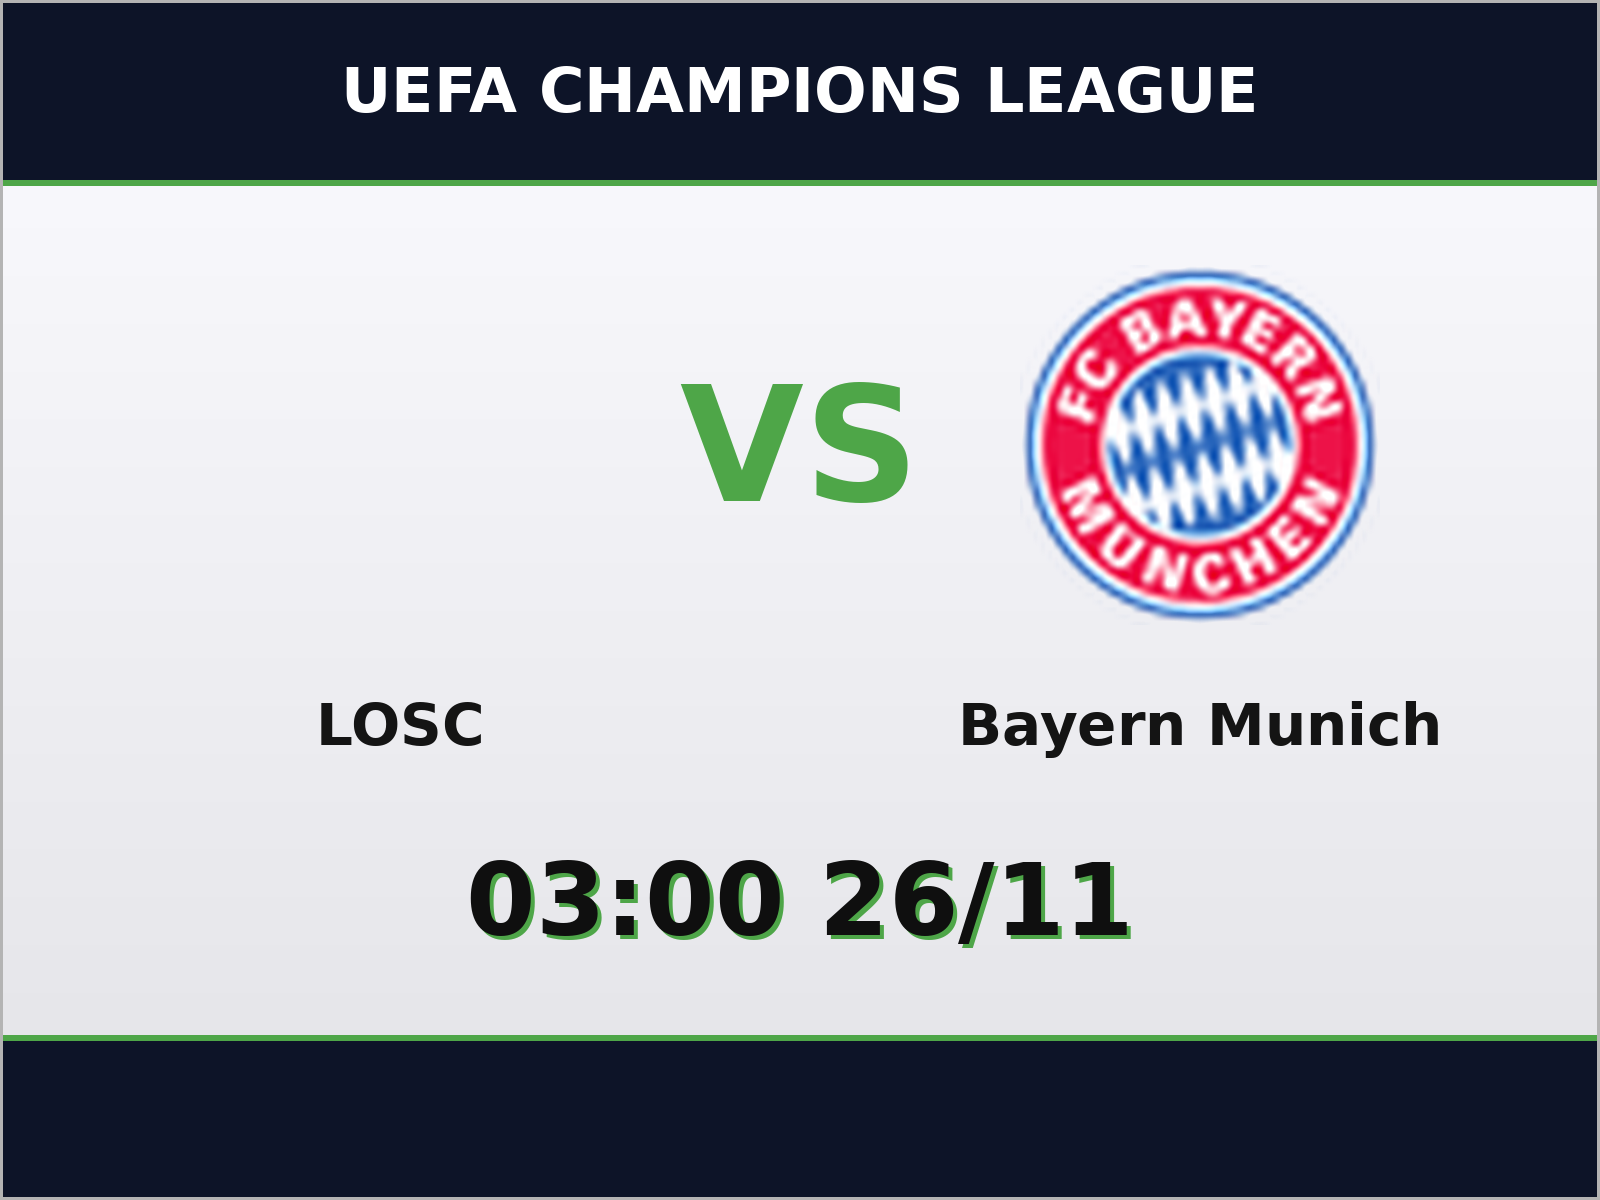 UEFA CHAMPIONS LEAGUE
VS
FC BAYERN
MÜNCHEN
LOSC
Bayern Munich
03:00 26/11